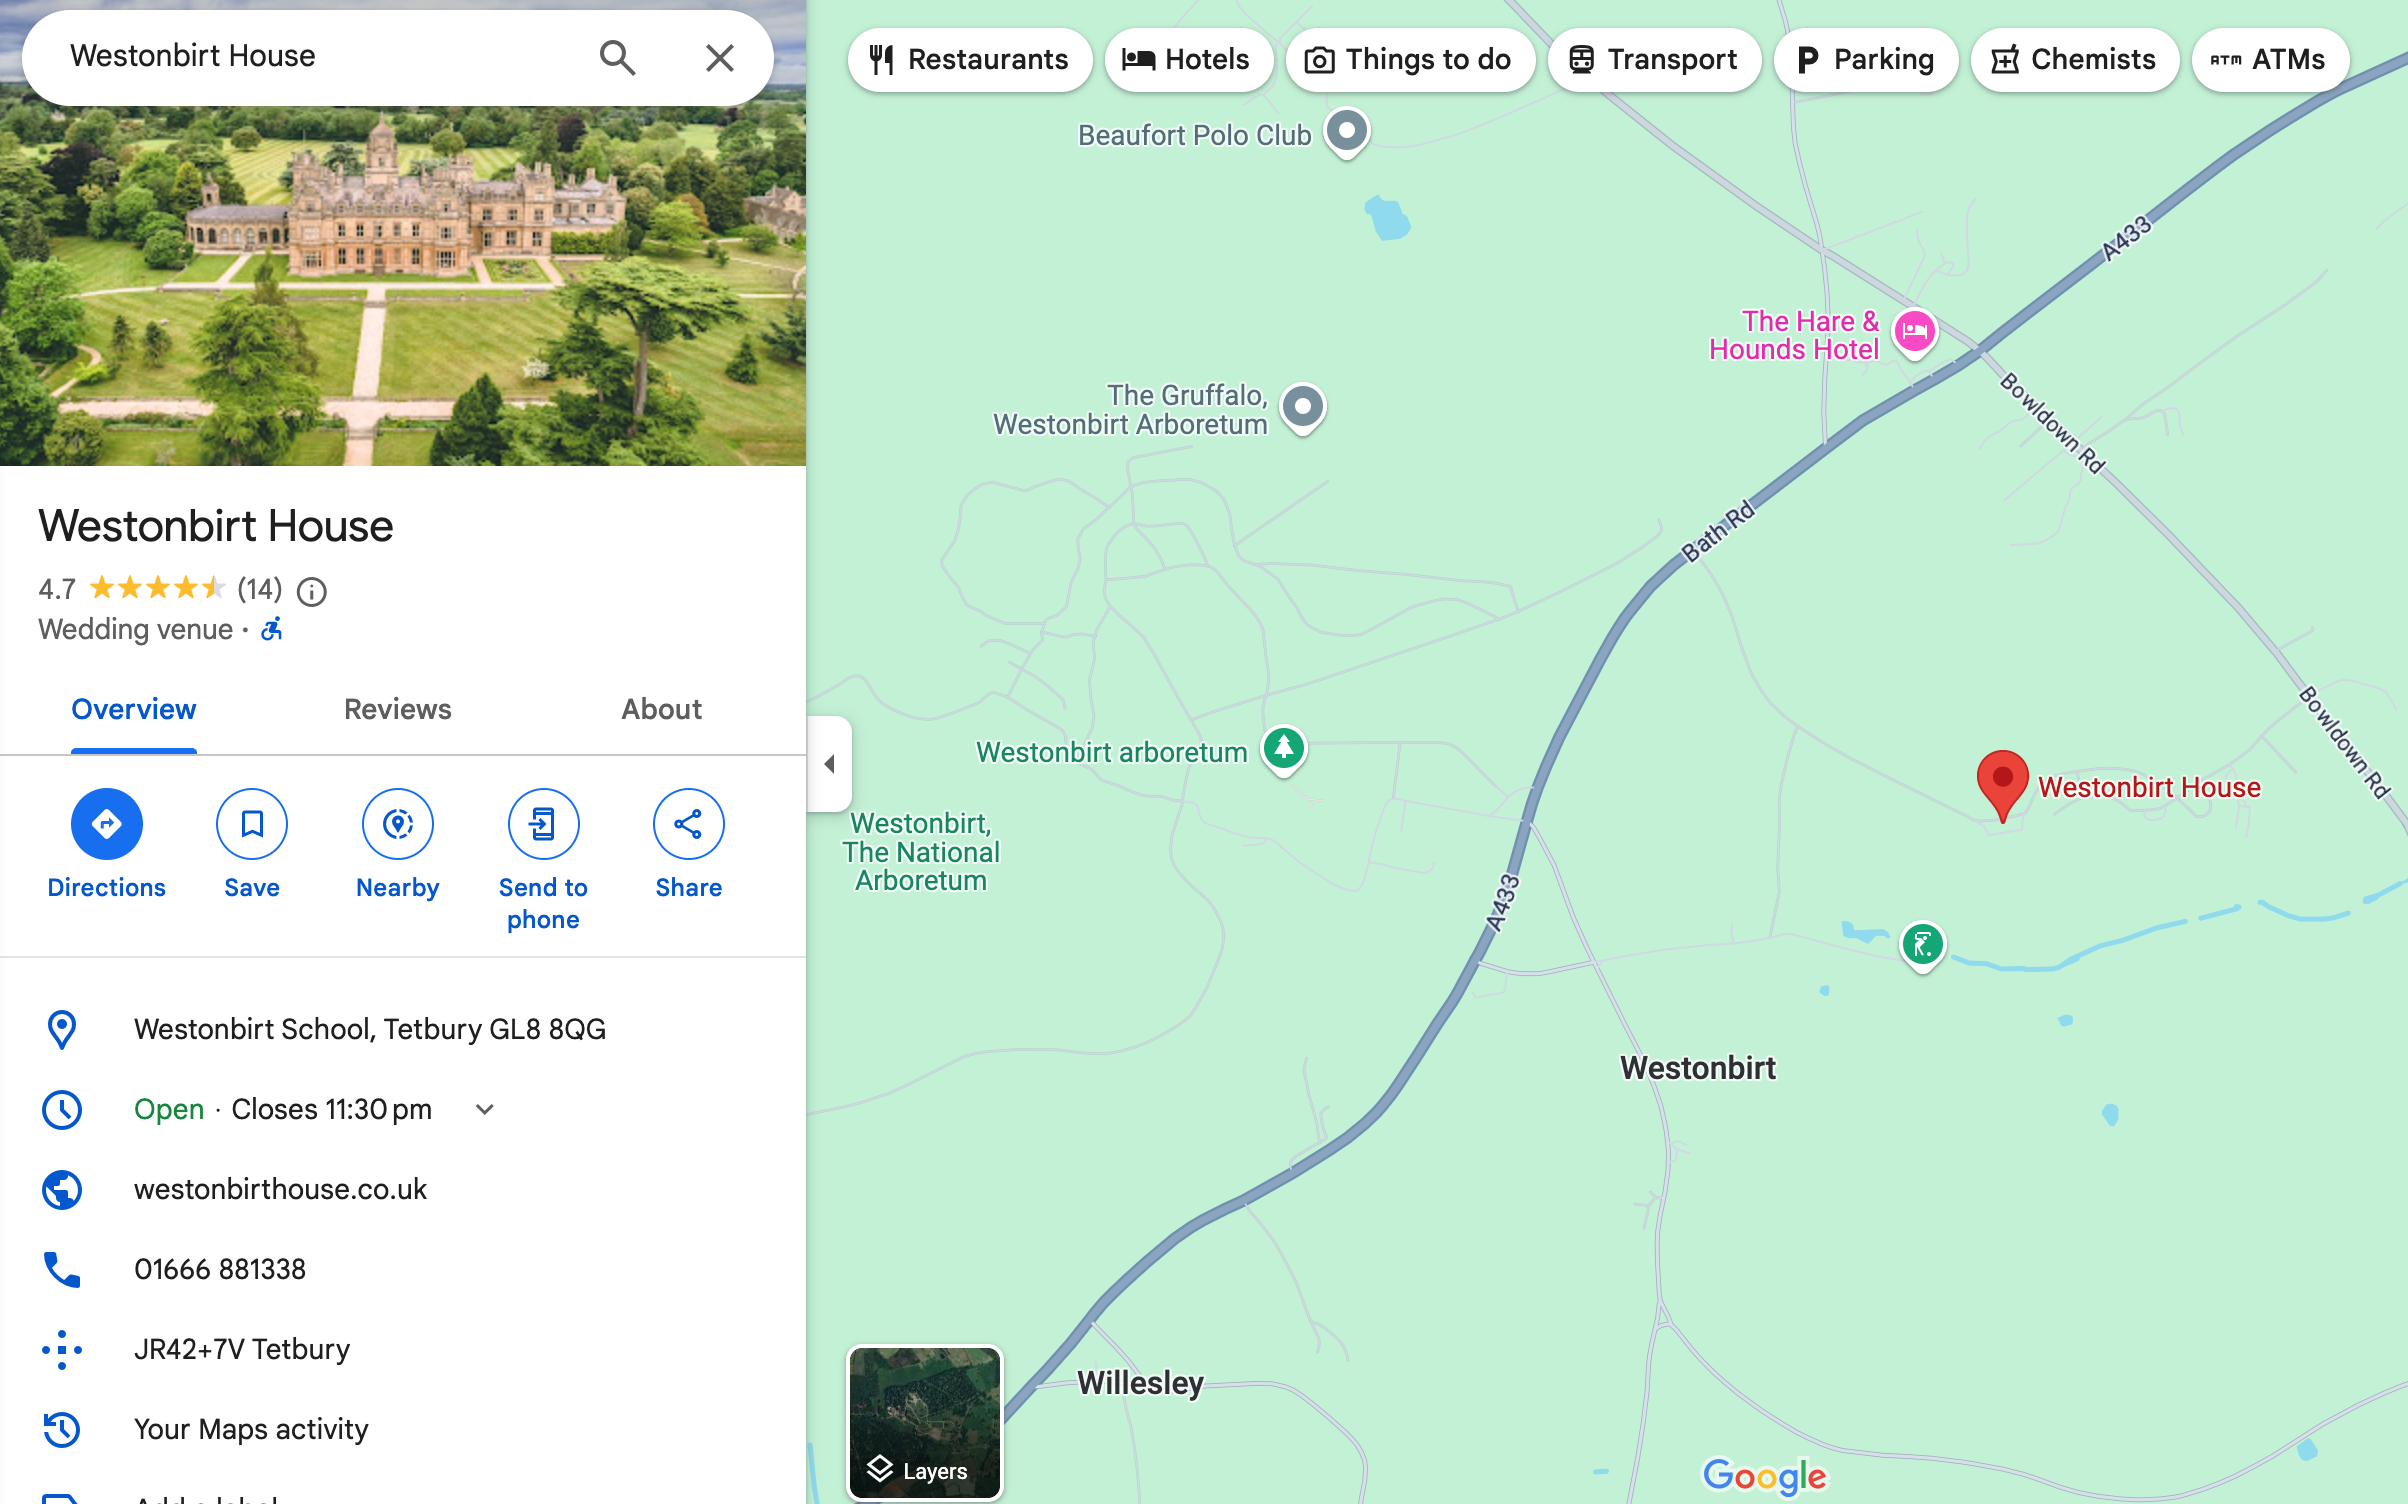 Westonbirt House
Westonbirt House
4.7 (14)
Wedding venue ·
Overview
Reviews
About
Directions
Save
Nearby
Send to
phone
Share
Westonbirt School, Tetbury GL8 8QG
Open · Closes 11:30 pm
westonbirthouse.co.uk
01666 881338
JR42+7V Tetbury
Your Maps activity
Add a label
Restaurants
Hotels
Things to do
Transport
P Parking
Chemists
ATM ATMs
Beaufort Polo Club
A433
The Hare &
Hounds Hotel
Bowldown Rd
The Gruffalo,
Westonbirt Arboretum
Bath Rd
Bowldown Rd
Westonbirt arboretum
Westonbirt House
Westonbirt,
The National
Arboretum
A433
Westonbirt
Willesley
Layers
Google